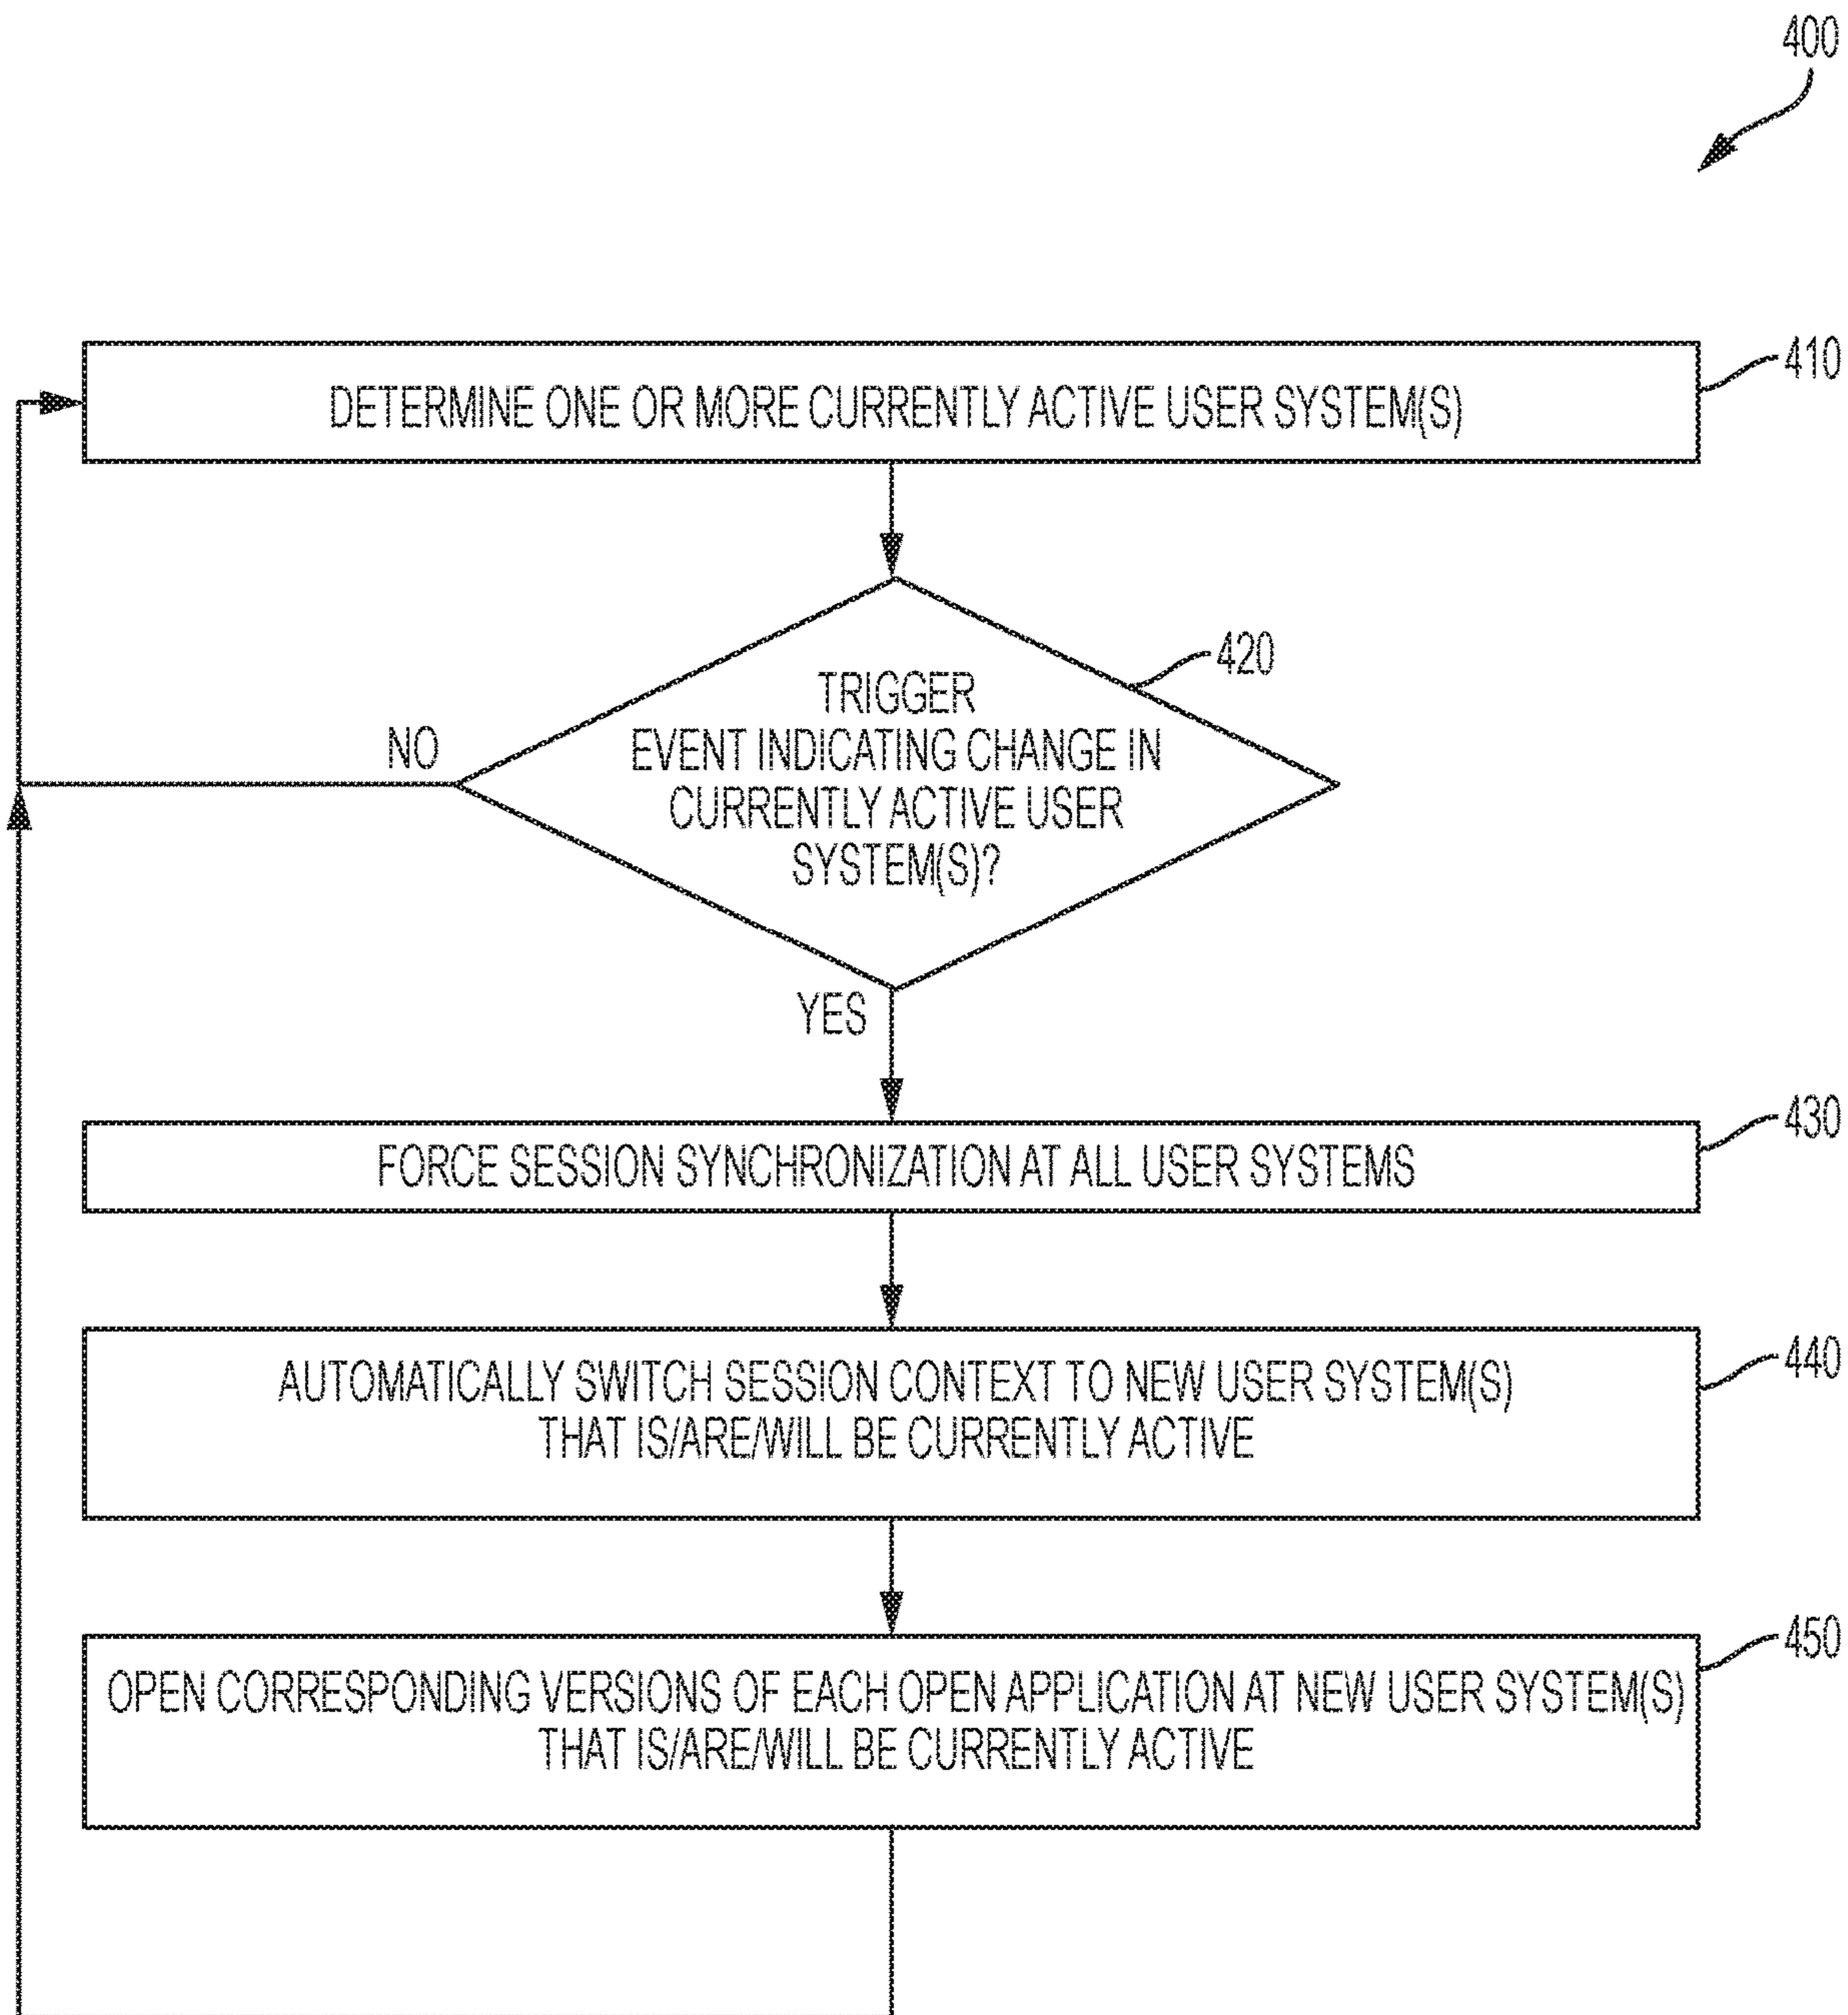 400
DETERMINE ONE OR MORE CURRENTLY ACTIVE USER SYSTEM(S)
410
TRIGGER
EVENT INDICATING CHANGE IN
CURRENTLY ACTIVE USER
SYSTEM(S)?
420
NO
YES
FORCE SESSION SYNCHRONIZATION AT ALL USER SYSTEMS
430
AUTOMATICALLY SWITCH SESSION CONTEXT TO NEW USER SYSTEM(S)
THAT IS/ARE/WILL BE CURRENTLY ACTIVE
440
OPEN CORRESPONDING VERSIONS OF EACH OPEN APPLICATION AT NEW USER SYSTEM(S)
THAT IS/ARE/WILL BE CURRENTLY ACTIVE
450